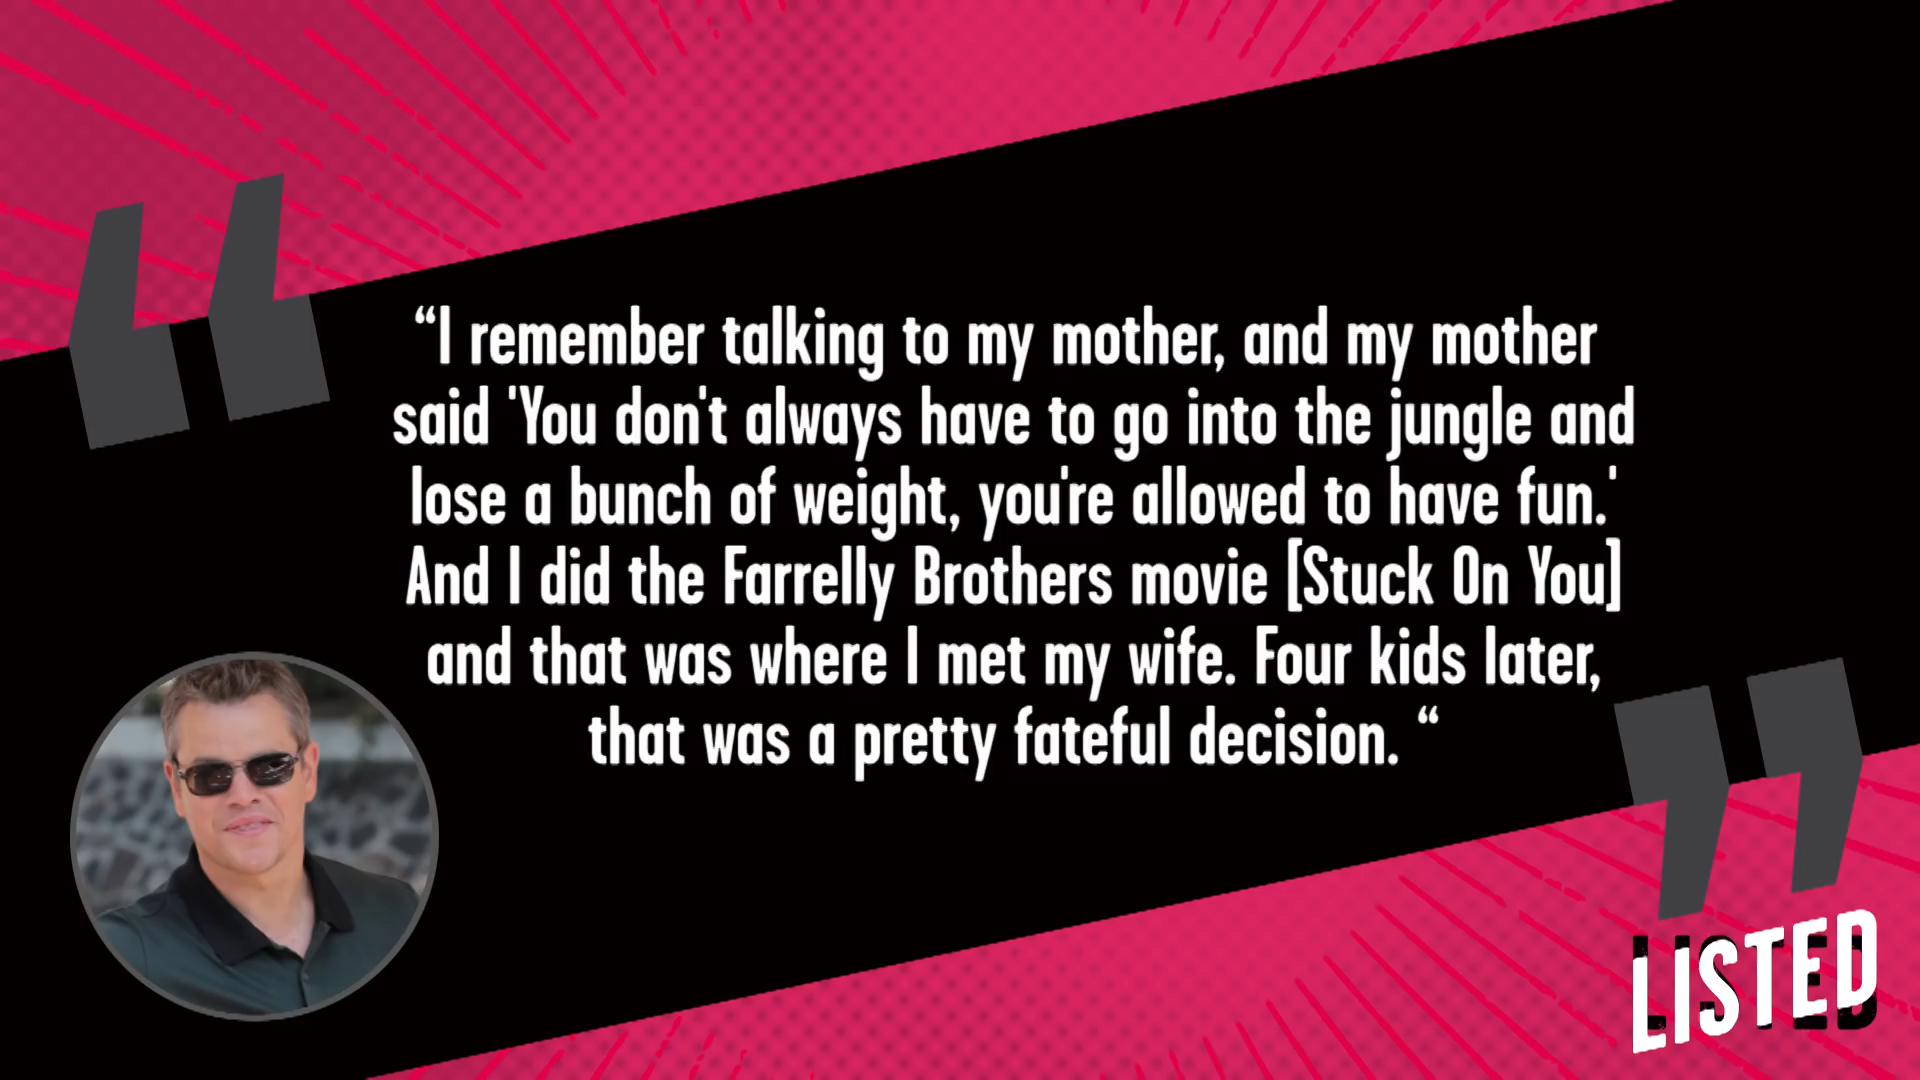 “I remember talking to my mother, and my mother
said 'You don't always have to go into the jungle and
lose a bunch of weight, you're allowed to have fun.'
And I did the Farrelly Brothers movie [Stuck On You]
and that was where I met my wife. Four kids later,
that was a pretty fateful decision. “
LISTED